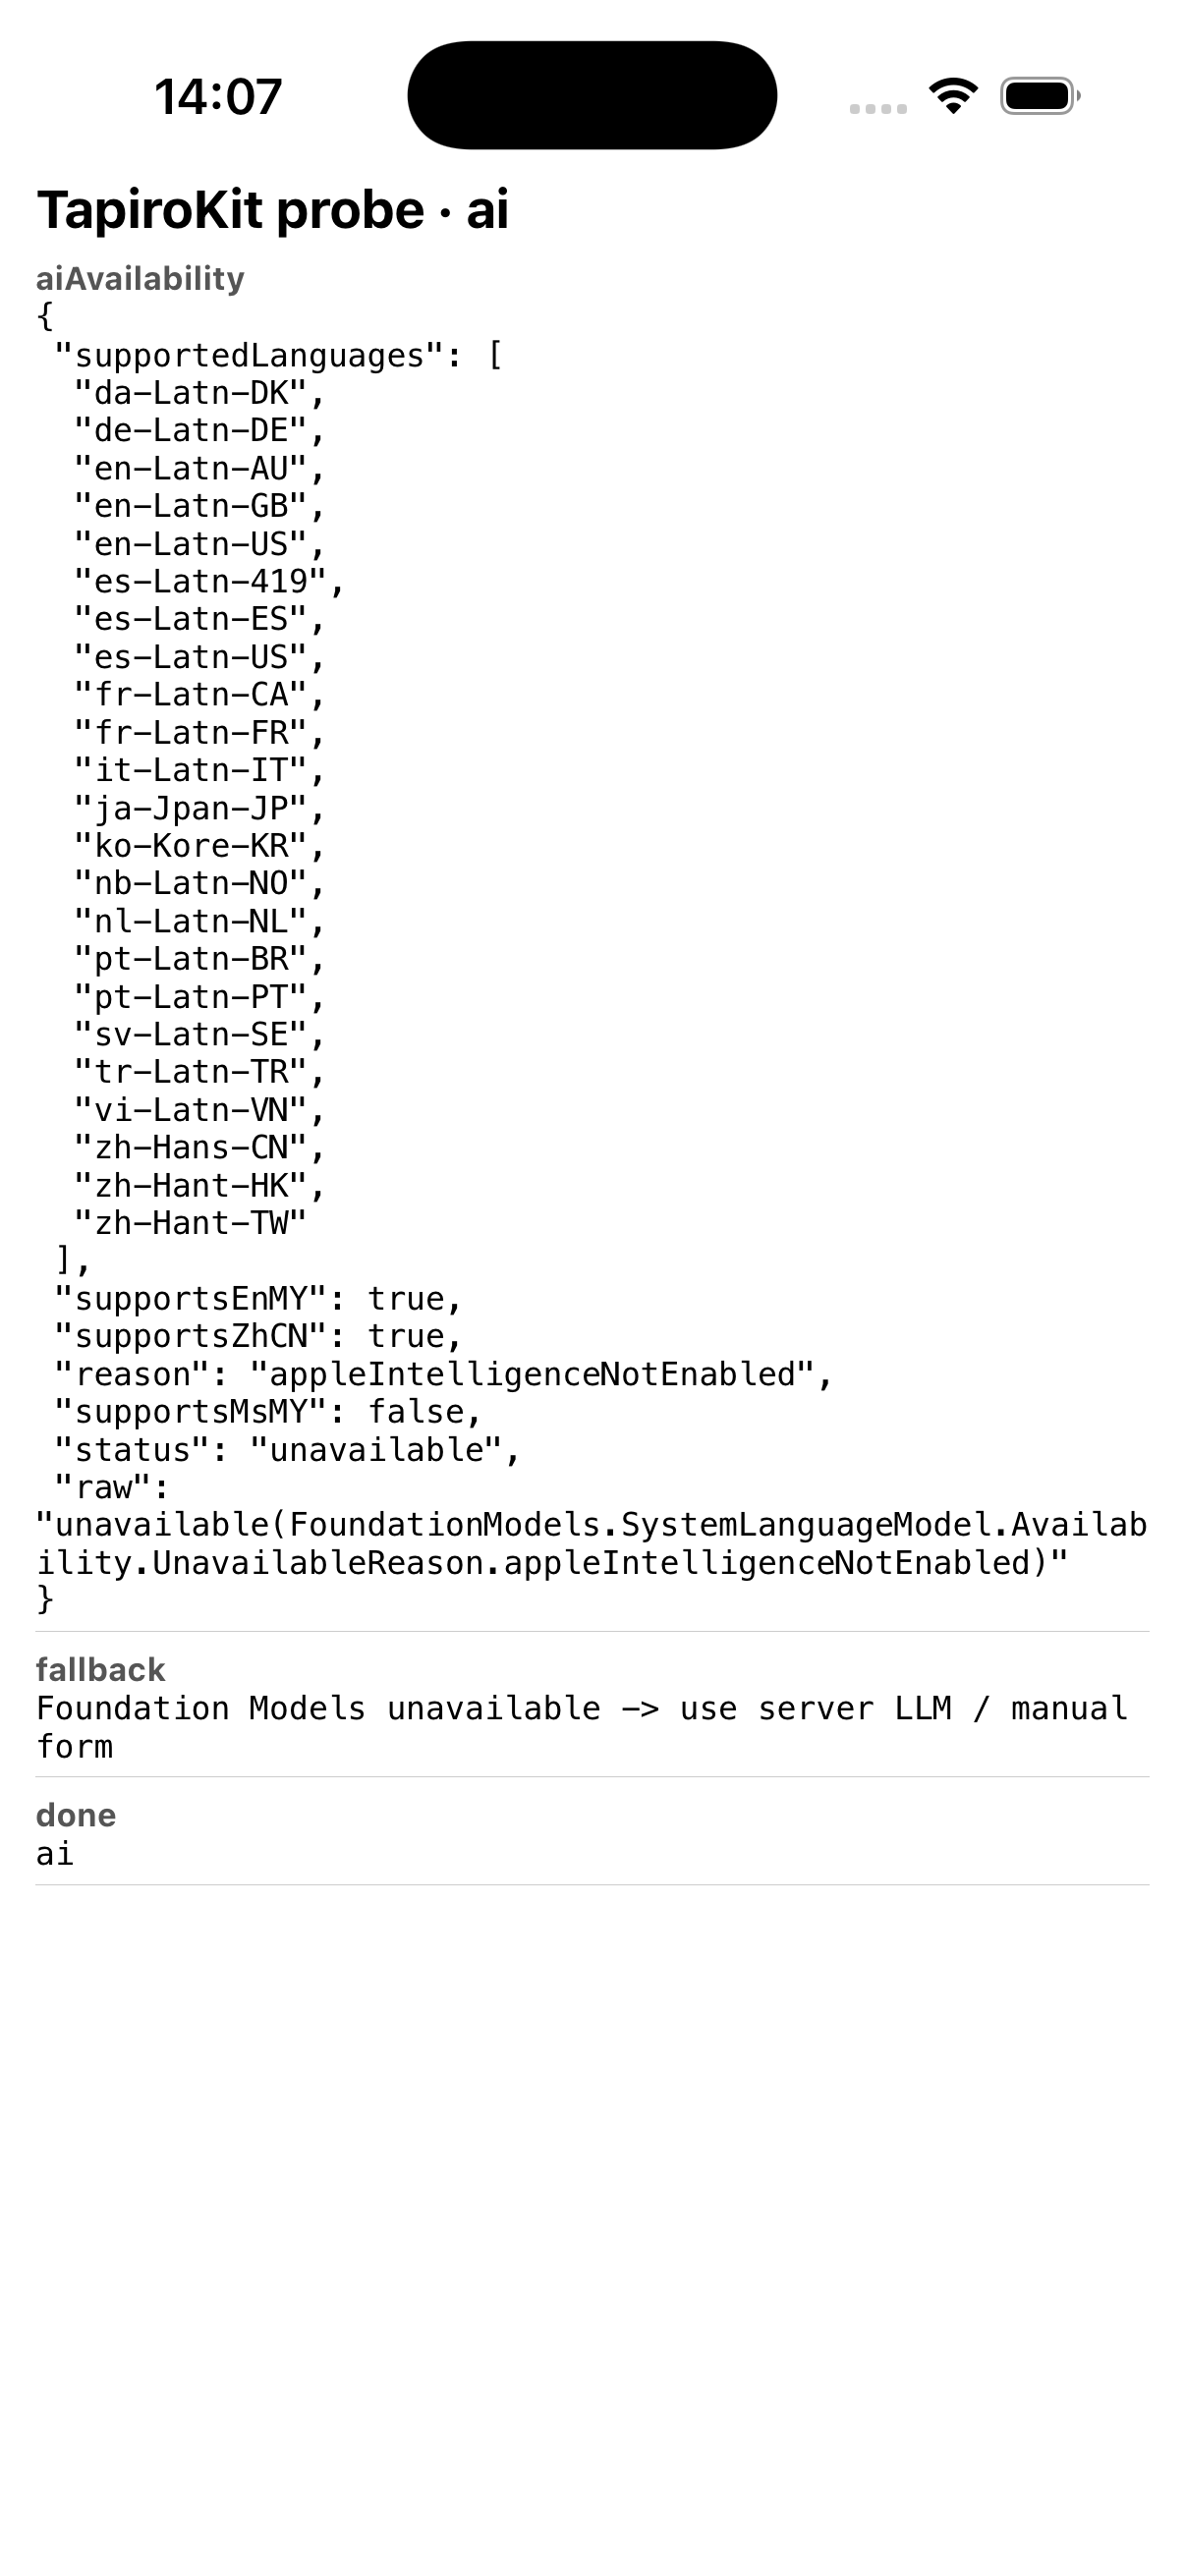 14:07
TapiroKit probe · ai
aiAvailability
{
 "supportedLanguages": [
  "da-Latn-DK",
  "de-Latn-DE",
  "en-Latn-AU",
  "en-Latn-GB",
  "en-Latn-US",
  "es-Latn-419",
  "es-Latn-ES",
  "es-Latn-US",
  "fr-Latn-CA",
  "fr-Latn-FR",
  "it-Latn-IT",
  "ja-Jpan-JP",
  "ko-Kore-KR",
  "nb-Latn-NO",
  "nl-Latn-NL",
  "pt-Latn-BR",
  "pt-Latn-PT",
  "sv-Latn-SE",
  "tr-Latn-TR",
  "vi-Latn-VN",
  "zh-Hans-CN",
  "zh-Hant-HK",
  "zh-Hant-TW"
 ],
 "supportsEnMY": true,
 "supportsZhCN": true,
 "reason": "appleIntelligenceNotEnabled",
 "supportsMsMY": false,
 "status": "unavailable",
 "raw":
"unavailable(FoundationModels.SystemLanguageModel.Availab
ility.UnavailableReason.appleIntelligenceNotEnabled)"
}
fallback
Foundation Models unavailable -> use server LLM / manual
form
done
ai